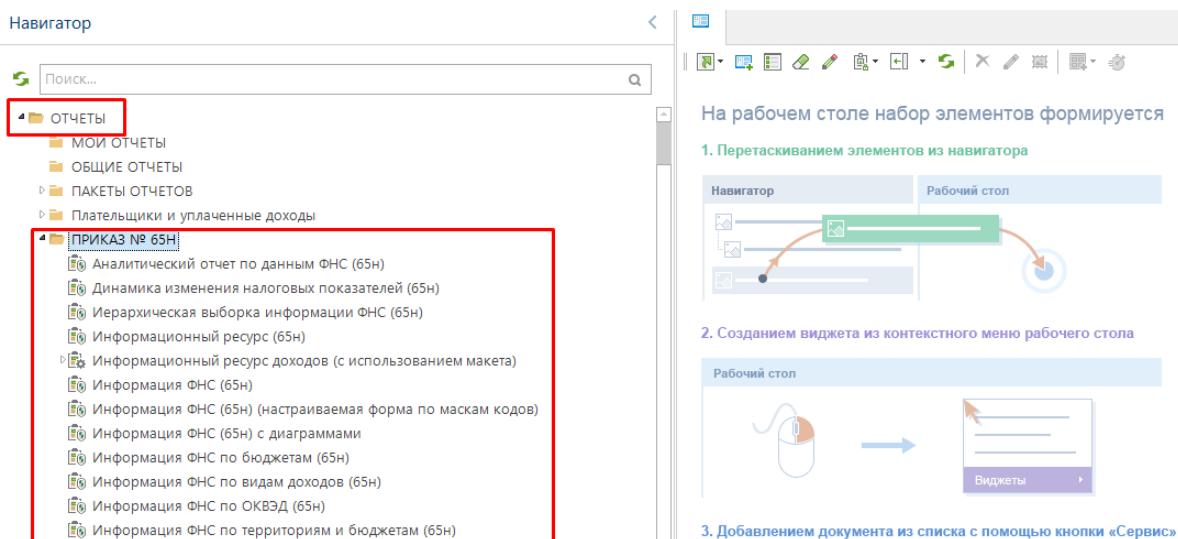 Навигатор
Поиск...
ОТЧЕТЫ
МОИ ОТЧЕТЫ
ОБЩИЕ ОТЧЕТЫ
ПАКЕТЫ ОТЧЕТОВ
Плательщики и уплаченные доходы
ПРИКАЗ № 65Н
Аналитический отчет по данным ФНС (65н)
Динамика изменения налоговых показателей (65н)
Иерархическая выборка информации ФНС (65н)
Информационный ресурс (65н)
Информационный ресурс доходов (с использованием макета)
Информация ФНС (65н)
Информация ФНС (65н) (настраиваемая форма по маскам кодов)
Информация ФНС (65н) с диаграммами
Информация ФНС по бюджетам (65н)
Информация ФНС по видам доходов (65н)
Информация ФНС по ОКВЭД (65н)
Информация ФНС по территориям и бюджетам (65н)
На рабочем столе набор элементов формируется
1. Перетаскиванием элементов из навигатора
Навигатор
Рабочий стол
2. Созданием виджета из контекстного меню рабочего стола
Рабочий стол
Виджеты
3. Добавлением документа из списка с помощью кнопки «Сервис»